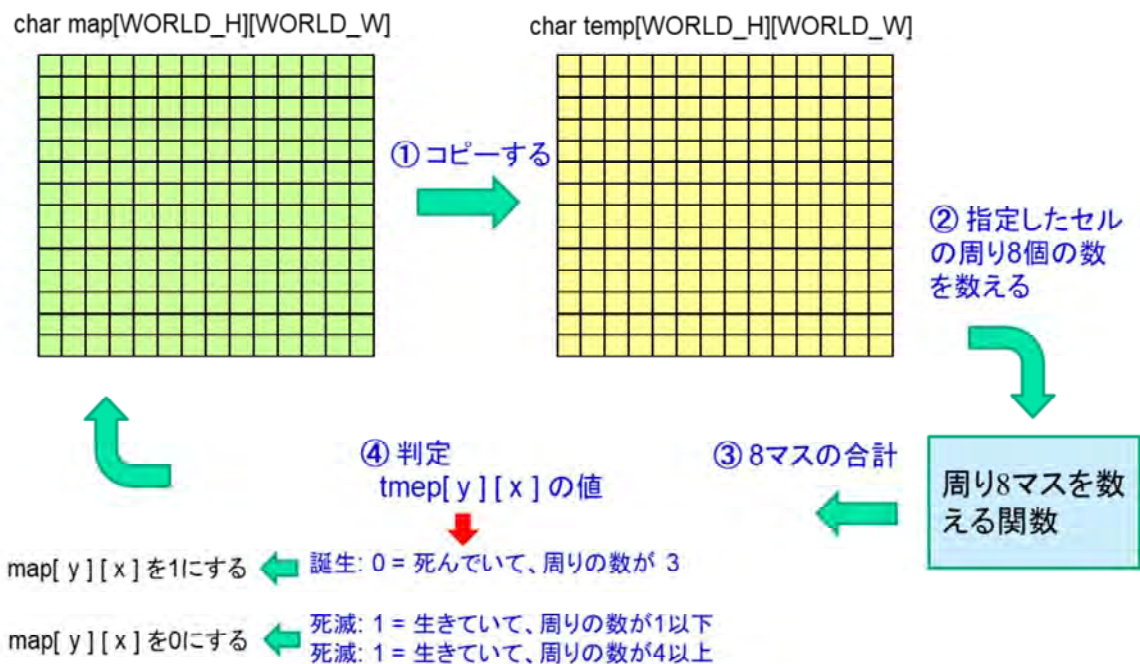 char map[WORLD_H][WORLD_W]
char temp[WORLD_H][WORLD_W]
① コピーする
② 指定したセル
の周り8個の数
を数える
周り8マスを数
える関数
③ 8マスの合計
④ 判定
tmep[ y ] [ x ] の値
誕生: 0 = 死んでいて、周りの数が 3
map[ y ] [ x ] を1にする
死滅: 1 = 生きていて、周りの数が1以下
死滅: 1 = 生きていて、周りの数が4以上
map[ y ] [ x ] を0にする